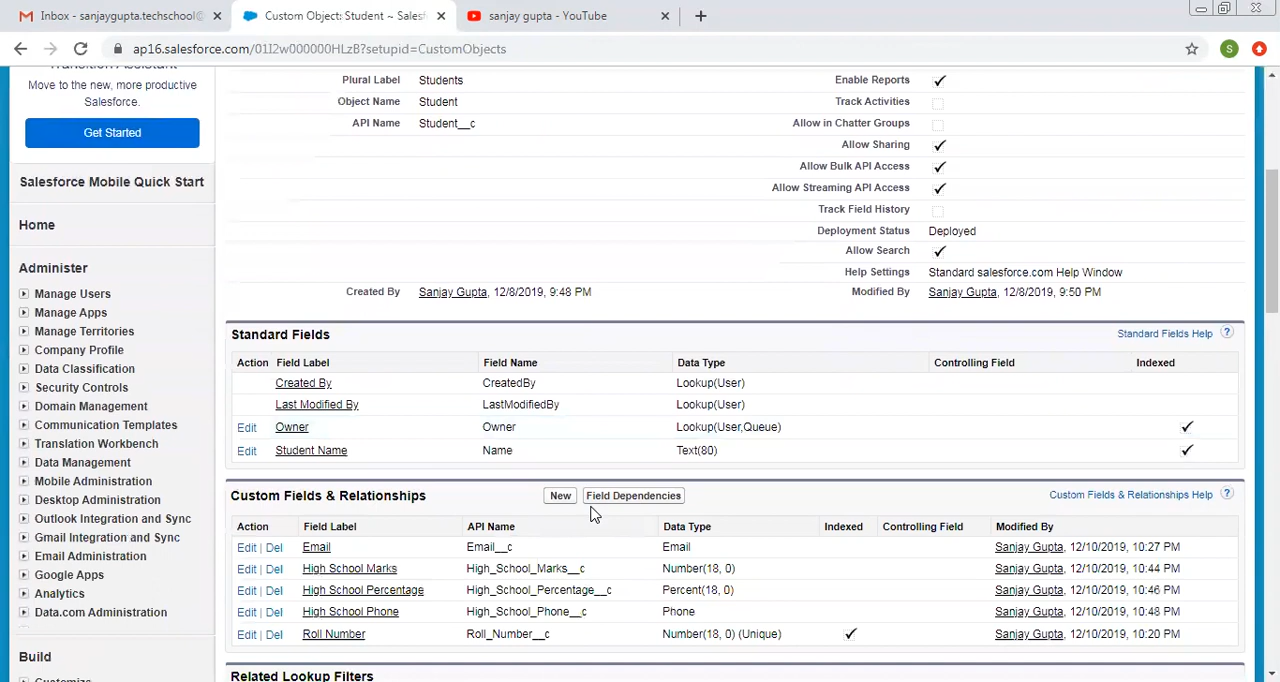 Inbox - sanjaygupta.techschool@
Custom Object: Student ~ Salesf
sanjay gupta - YouTube
ap16.salesforce.com/01I2w000000HLzB?setupid=CustomObjects
S
Move to the new, more productive
Salesforce.
Get Started
Salesforce Mobile Quick Start
Home
Administer
Manage Users
Manage Apps
Manage Territories
Company Profile
Data Classification
Security Controls
Domain Management
Communication Templates
Translation Workbench
Data Management
Mobile Administration
Desktop Administration
Outlook Integration and Sync
Gmail Integration and Sync
Email Administration
Google Apps
Analytics
Data.com Administration
Build
Customize
Plural Label Students Enable Reports
Object Name Student Track Activities
API Name Student__c Allow in Chatter Groups
Allow Sharing
Allow Bulk API Access
Allow Streaming API Access
Track Field History
Deployment Status Deployed
Allow Search
Help Settings Standard salesforce.com Help Window
Created By Sanjay Gupta, 12/8/2019, 9:48 PM Modified By Sanjay Gupta, 12/8/2019, 9:50 PM
Standard Fields Standard Fields Help ?
Action Field Label Field Name Data Type Controlling Field Indexed
Created By CreatedBy Lookup(User)
Last Modified By LastModifiedBy Lookup(User)
Edit Owner Owner Lookup(User,Queue)
Edit Student Name Name Text(80)
Custom Fields & Relationships New Field Dependencies Custom Fields & Relationships Help ?
Action Field Label API Name Data Type Indexed Controlling Field Modified By
Edit | Del Email Email__c Email Sanjay Gupta, 12/10/2019, 10:27 PM
Edit | Del High School Marks High_School_Marks__c Number(18, 0) Sanjay Gupta, 12/10/2019, 10:44 PM
Edit | Del High School Percentage High_School_Percentage__c Percent(18, 0) Sanjay Gupta, 12/10/2019, 10:46 PM
Edit | Del High School Phone High_School_Phone__c Phone Sanjay Gupta, 12/10/2019, 10:48 PM
Edit | Del Roll Number Roll_Number__c Number(18, 0) (Unique) Sanjay Gupta, 12/10/2019, 10:20 PM
Related Lookup Filters